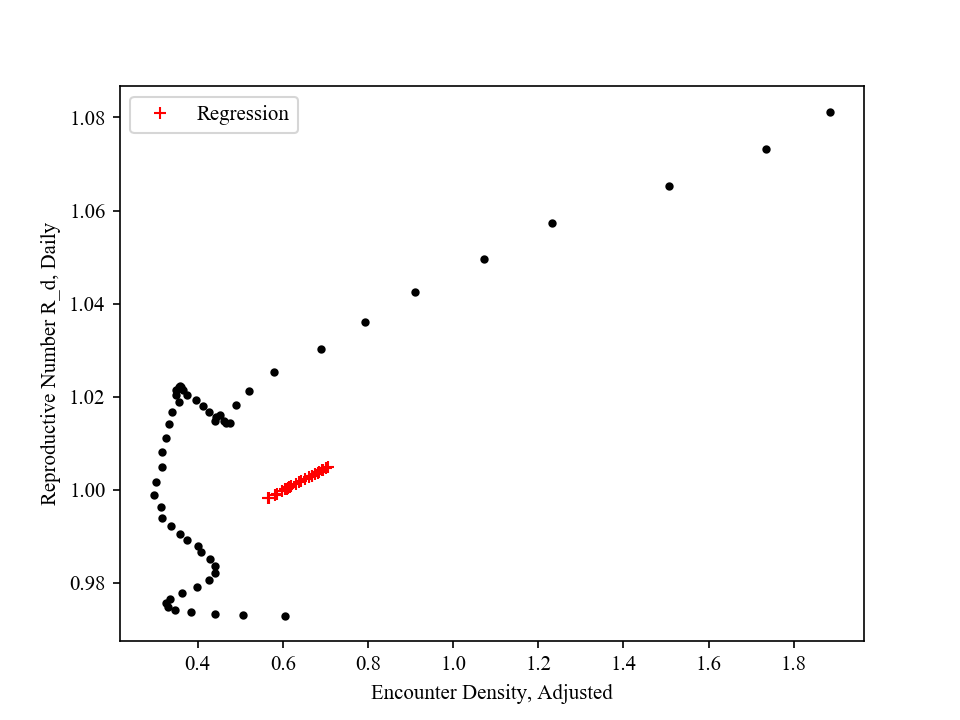 Regression
1.08
1.06
1.04
1.02
1.00
0.98
Reproductive Number R_d, Daily
0.4 0.6 0.8 1.0 1.2 1.4 1.6 1.8
Encounter Density, Adjusted